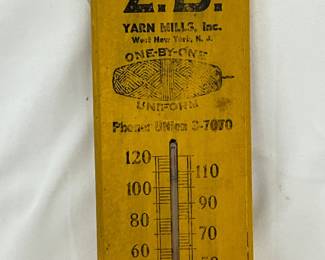 Z.D.
YARN MILLS, Inc.
West New York, N. J.
ONE-BY-ONE
UNIFORM
Phone: UNion 3-7070
120
110
100
90
80
70
60
50